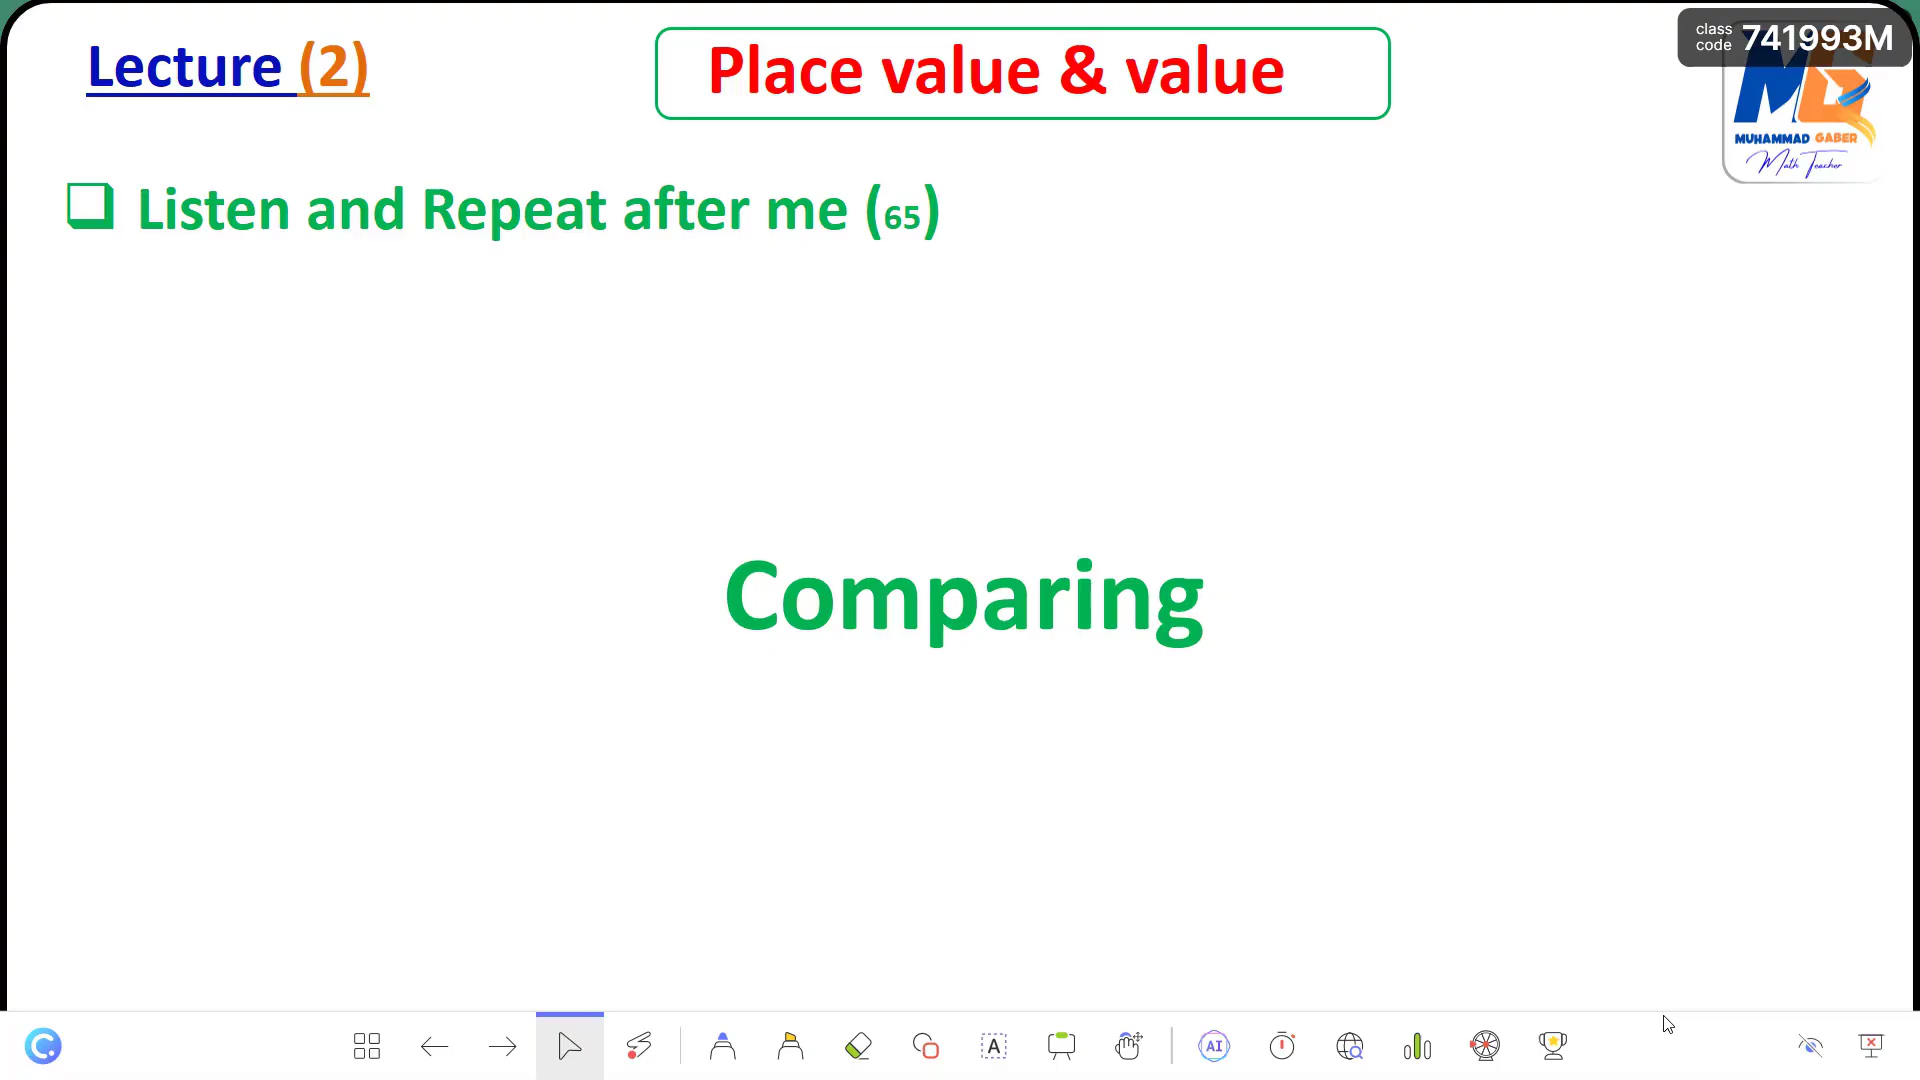 Lecture (2)
Place value & value
class code 741993M
MUHAMMAD GABER
Math Teacher
Listen and Repeat after me (65)
Comparing
A
AI